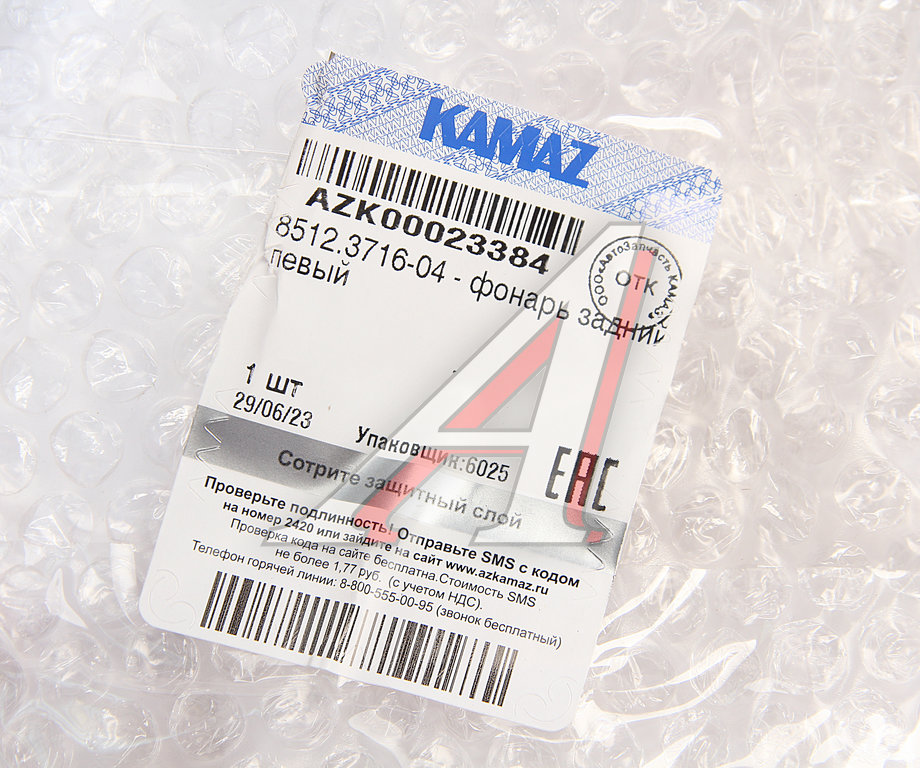 KAMAZ
AZK00023384
8512.3716-04 - фонарь задний
левый
ООО «АвтоЗапчасть КАМАЗ»
ОТК
1 шт
29/06/23
Упаковщик:6025
EAC
Сотрите защитный слой
Проверьте подлинность! Отправьте SMS с кодом
на номер 2420 или зайдите на сайт www.azkamaz.ru
Проверка кода на сайте бесплатна.Стоимость SMS
не более 1,77 руб. (с учетом НДС).
Телефон горячей линии: 8-800-555-00-95 (звонок бесплатный)